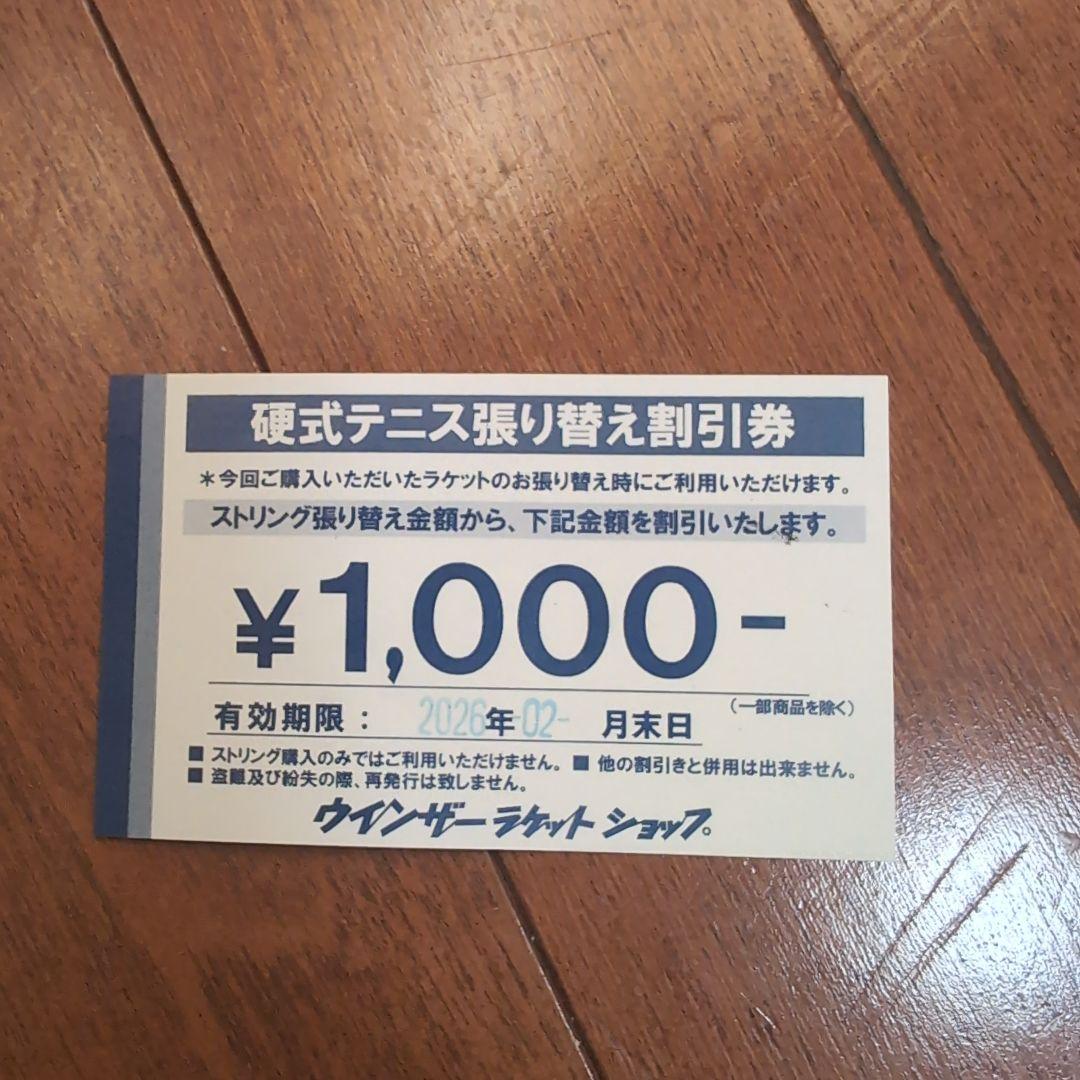 硬式テニス張り替え割引券
＊今回ご購入いただいたラケットのお張り替え時にご利用いただけます。
ストリング張り替え金額から、下記金額を割引いたします。
¥1,000-
(一部商品を除く)
有効期限： 2026年-02-月末日
■ ストリング購入のみではご利用いただけません。 ■ 他の割引きと併用は出来ません。
■ 盗難及び紛失の際、再発行は致しません。
ウインザーラケットショップ。